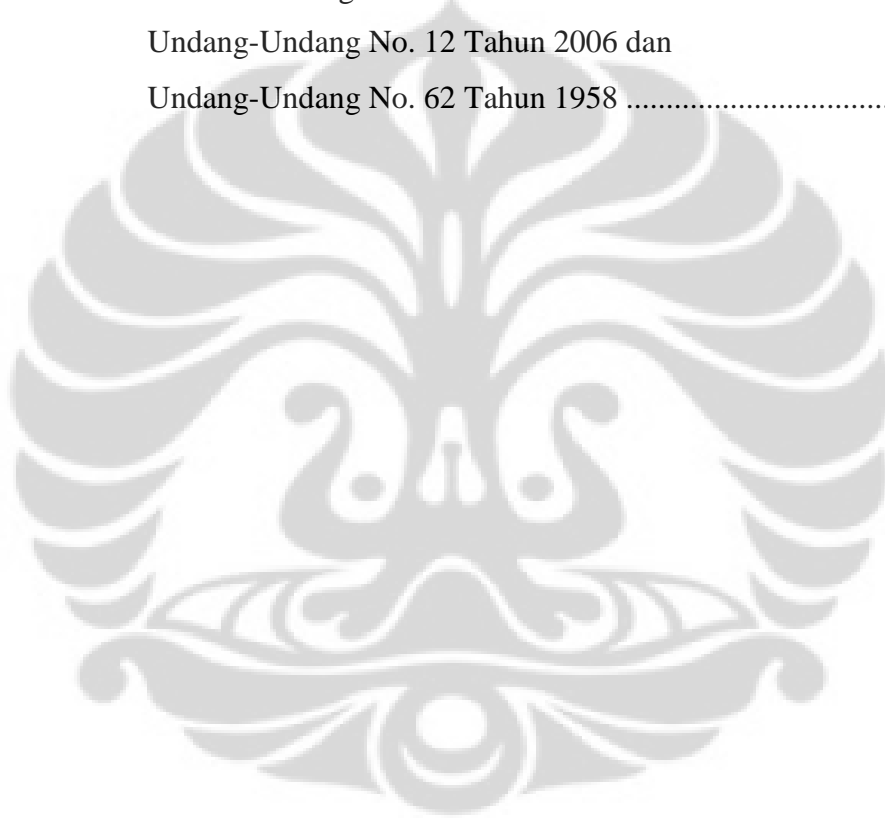 Undang-Undang No. 12 Tahun 2006 dan
Undang-Undang No. 62 Tahun 1958 ................................